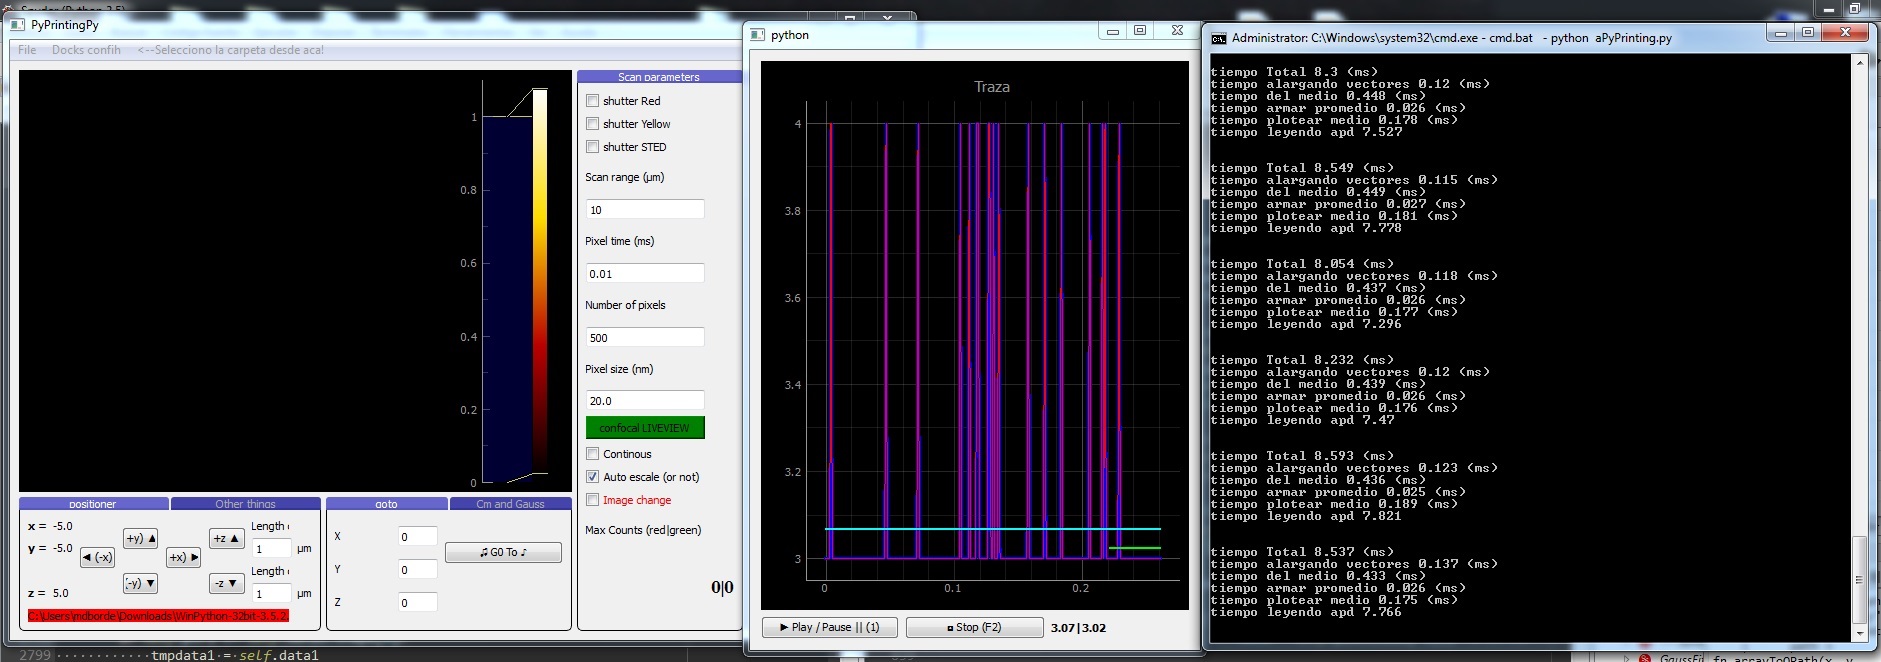 PyPrintingPy
File Docks confih <--Selecciono la carpeta desde aca!
1
0.8
0.6
0.4
0.2
0
Scan parameters
shutter Red
shutter Yellow
shutter STED
Scan range (µm)
10
Pixel time (ms)
0.01
Number of pixels
500
Pixel size (nm)
20.0
confocal LIVEVIEW
Continous
Auto escale (or not)
Image change
Max Counts (red|green)
0|0
positioner Other things
x = -5.0
y = -5.0
z = 5.0
+y) ▲
◄ (-x)
+x) ►
(-y) ▼
+z ▲
-z ▼
Length
1 µm
Length
1 µm
C:\Users\mdborde\Downloads\WinPython-32bit-3.5.2.
goto Cm and Gauss
X 0
Y 0
Z 0
♫ GO To ♪
2799 tmpdata1 = self.data1
python
Traza
4
3.8
3.6
3.4
3.2
3
0 0.1 0.2
► Play / Pause || (1)
Stop (F2)
3.07|3.02
Administrator: C:\Windows\system32\cmd.exe - cmd.bat - python aPyPrinting.py
tiempo Total 8.3 (ms)
tiempo alargando vectores 0.12 (ms)
tiempo del medio 0.448 (ms)
tiempo armar promedio 0.026 (ms)
tiempo plotear medio 0.178 (ms)
tiempo leyendo apd 7.527
tiempo Total 8.549 (ms)
tiempo alargando vectores 0.115 (ms)
tiempo del medio 0.449 (ms)
tiempo armar promedio 0.027 (ms)
tiempo plotear medio 0.181 (ms)
tiempo leyendo apd 7.778
tiempo Total 8.054 (ms)
tiempo alargando vectores 0.118 (ms)
tiempo del medio 0.437 (ms)
tiempo armar promedio 0.026 (ms)
tiempo plotear medio 0.177 (ms)
tiempo leyendo apd 7.296
tiempo Total 8.232 (ms)
tiempo alargando vectores 0.12 (ms)
tiempo del medio 0.439 (ms)
tiempo armar promedio 0.026 (ms)
tiempo plotear medio 0.176 (ms)
tiempo leyendo apd 7.47
tiempo Total 8.593 (ms)
tiempo alargando vectores 0.123 (ms)
tiempo del medio 0.436 (ms)
tiempo armar promedio 0.025 (ms)
tiempo plotear medio 0.189 (ms)
tiempo leyendo apd 7.821
tiempo Total 8.537 (ms)
tiempo alargando vectores 0.137 (ms)
tiempo del medio 0.433 (ms)
tiempo armar promedio 0.026 (ms)
tiempo plotear medio 0.175 (ms)
tiempo leyendo apd 7.766